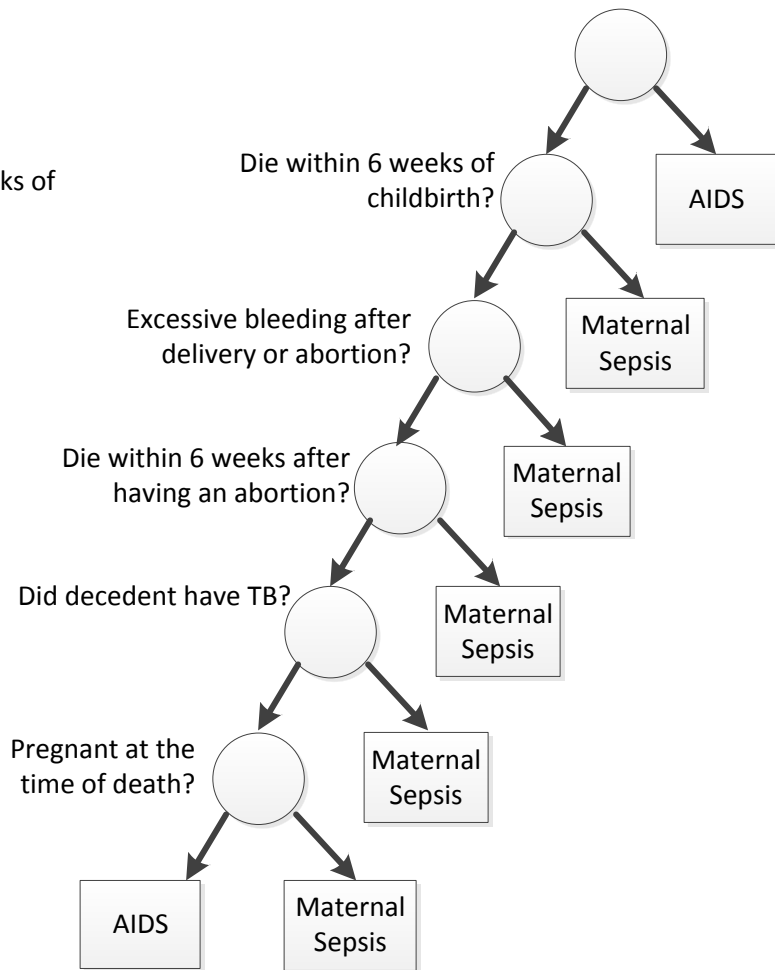 Die within 6 weeks of
childbirth?
ks of
AIDS
Excessive bleeding after
delivery or abortion?
Maternal
Sepsis
Die within 6 weeks after
having an abortion?
Maternal
Sepsis
Did decedent have TB?
Maternal
Sepsis
Pregnant at the
time of death?
Maternal
Sepsis
AIDS
Maternal
Sepsis